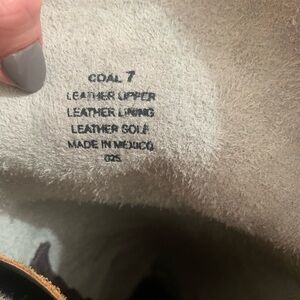 COAL 7
LEATHER UPPER
LEATHER LINING
LEATHER SOLE
MADE IN MEXICO
025